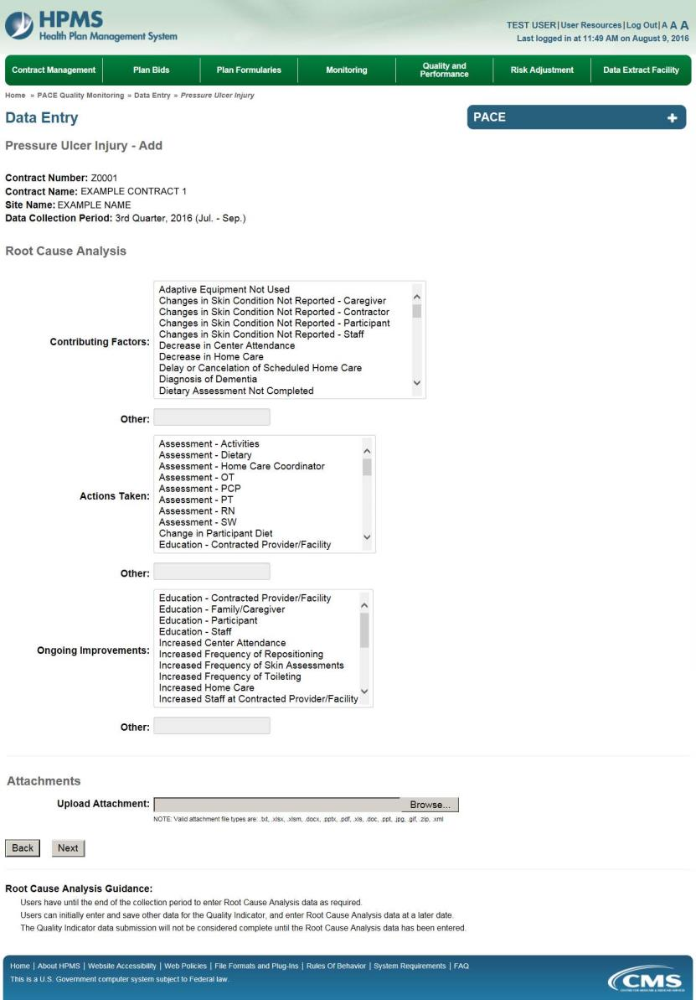 HPMS
Health Plan Management System
TEST USER|User Resources|Log Out|A A A
Last logged in at 11:49 AM on August 9, 2016
Contract Management
Plan Bids
Plan Formularies
Monitoring
Quality and
Performance
Risk Adjustment
Data Extract Facility
Home » PACE Quality Monitoring » Data Entry » Pressure Ulcer Injury
Data Entry
PACE +
Pressure Ulcer Injury - Add
Contract Number: Z0001
Contract Name: EXAMPLE CONTRACT 1
Site Name: EXAMPLE NAME
Data Collection Period: 3rd Quarter, 2016 (Jul. - Sep.)
Root Cause Analysis
Contributing Factors:
Adaptive Equipment Not Used
Changes in Skin Condition Not Reported - Caregiver
Changes in Skin Condition Not Reported - Contractor
Changes in Skin Condition Not Reported - Participant
Changes in Skin Condition Not Reported - Staff
Decrease in Center Attendance
Decrease in Home Care
Delay or Cancelation of Scheduled Home Care
Diagnosis of Dementia
Dietary Assessment Not Completed
Other:
Actions Taken:
Assessment - Activities
Assessment - Dietary
Assessment - Home Care Coordinator
Assessment - OT
Assessment - PCP
Assessment - PT
Assessment - RN
Assessment - SW
Change in Participant Diet
Education - Contracted Provider/Facility
Other:
Ongoing Improvements:
Education - Contracted Provider/Facility
Education - Family/Caregiver
Education - Participant
Education - Staff
Increased Center Attendance
Increased Frequency of Repositioning
Increased Frequency of Skin Assessments
Increased Frequency of Toileting
Increased Home Care
Increased Staff at Contracted Provider/Facility
Other:
Attachments
Upload Attachment:
Browse...
NOTE: Valid attachment file types are: .txt, .xlsx, .xlsm, .docx, .pptx, .pdf, .xls, .doc, .ppt, .jpg, .gif, .zip, .xml
Back
Next
Root Cause Analysis Guidance:
Users have until the end of the collection period to enter Root Cause Analysis data as required.
Users can initially enter and save other data for the Quality Indicator, and enter Root Cause Analysis data at a later date.
The Quality Indicator data submission will not be considered complete until the Root Cause Analysis data has been entered.
Home | About HPMS | Website Accessibility | Web Policies | File Formats and Plug-Ins | Rules Of Behavior | System Requirements | FAQ
This is a U.S. Government computer system subject to Federal law.
CMS
CENTERS FOR MEDICARE & MEDICAID SERVICES